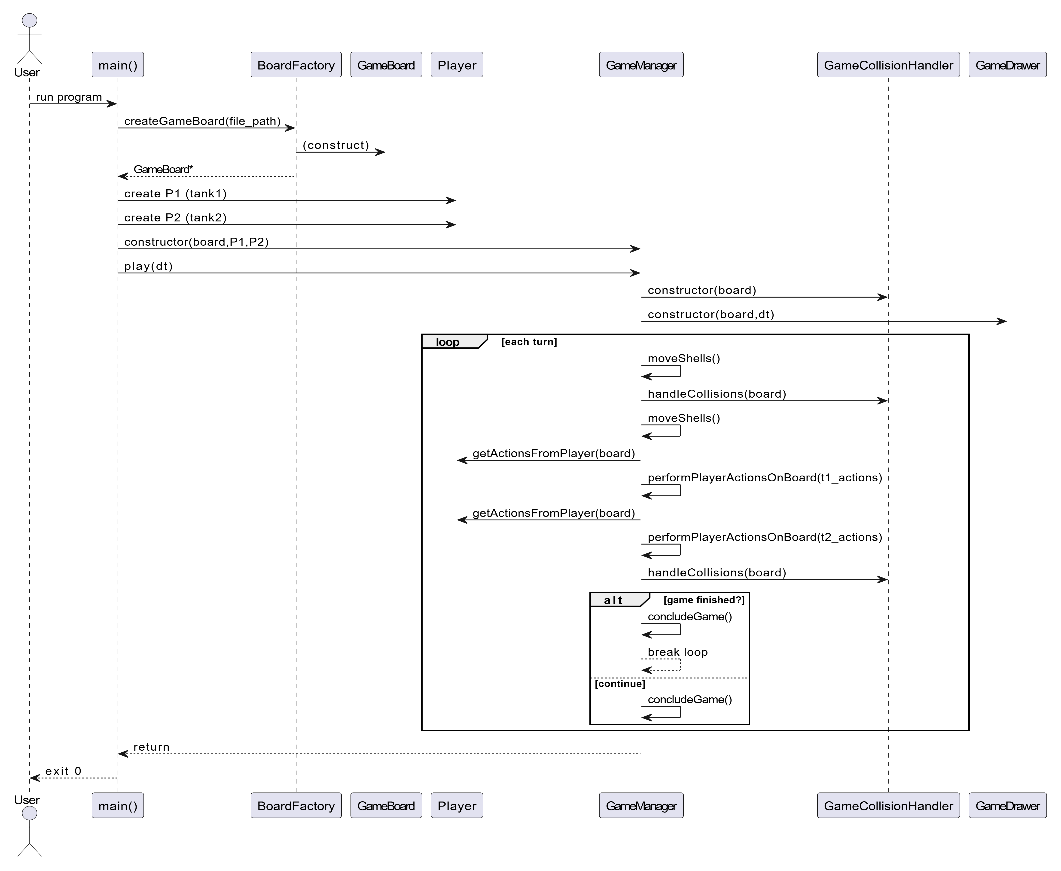 User
main()
BoardFactory
GameBoard
Player
GameManager
GameCollisionHandler
GameDrawer
run program
createGameBoard(file_path)
(construct)
GameBoard*
create P1 (tank1)
create P2 (tank2)
constructor(board,P1,P2)
play(dt)
constructor(board)
constructor(board,dt)
loop [each turn]
moveShells()
handleCollisions(board)
moveShells()
getActionsFromPlayer(board)
performPlayerActionsOnBoard(t1_actions)
getActionsFromPlayer(board)
performPlayerActionsOnBoard(t2_actions)
handleCollisions(board)
alt [game finished?]
concludeGame()
break loop
[continue]
concludeGame()
return
exit 0
User
main()
BoardFactory
GameBoard
Player
GameManager
GameCollisionHandler
GameDrawer